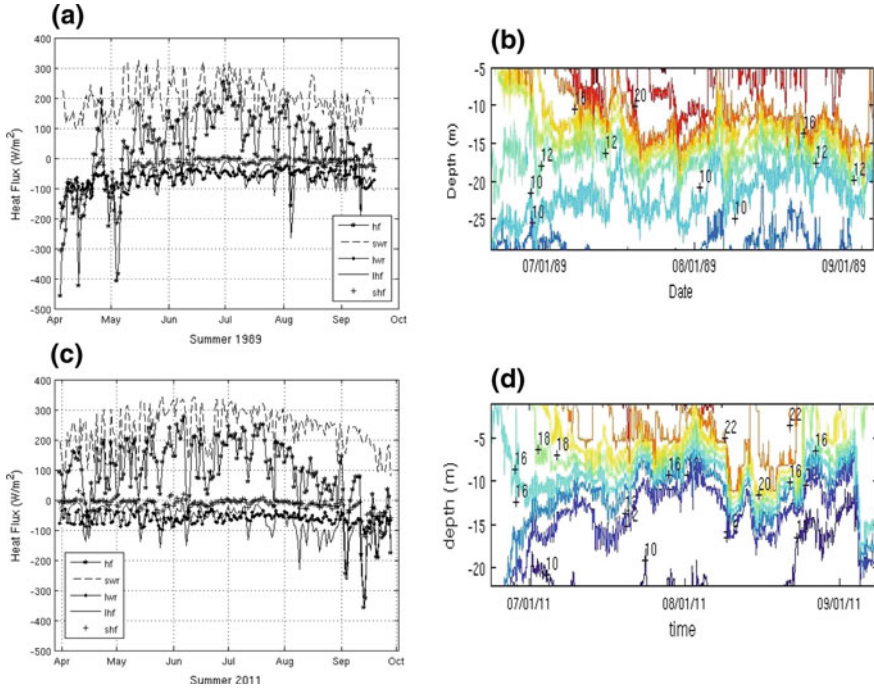 (a)
400
300
200
100
0
-100
-200
-300
-400
-500
Heat Flux (W/m²)
hf
swr
lwr
lhf
shf
Apr May Jun Jul Aug Sep Oct
Summer 1989
(b)
-5
-10
-15
-20
-25
Depth (m)
16
20
16
12
12
12
12
10
10
10
10
07/01/89 08/01/89 09/01/89
Date
(c)
400
300
200
100
0
-100
-200
-300
-400
-500
Heat Flux (W/m²)
hf
swr
lwr
lhf
shf
Apr May Jun Jul Aug Sep Oct
Summer 2011
(d)
-5
-10
-15
-20
depth (m)
22
22
18
18
16
16
16
16
16
20
10
10
07/01/11 08/01/11 09/01/11
time